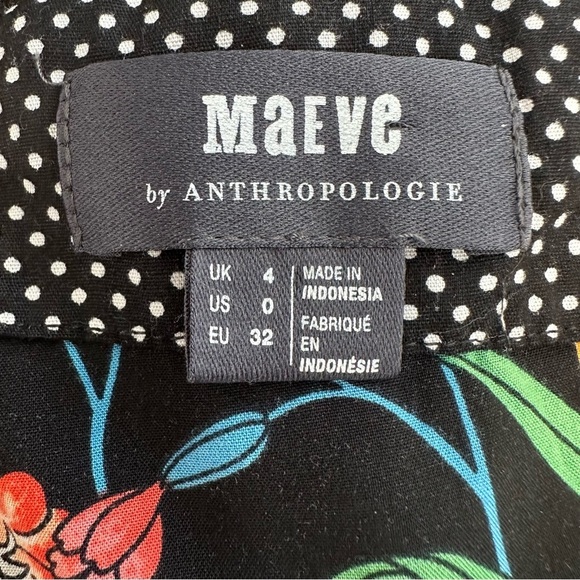 MAEVE
by ANTHROPOLOGIE
UK 4
US 0
EU 32
MADE IN
INDONESIA
FABRIQUÉ
EN
INDONÉSIE